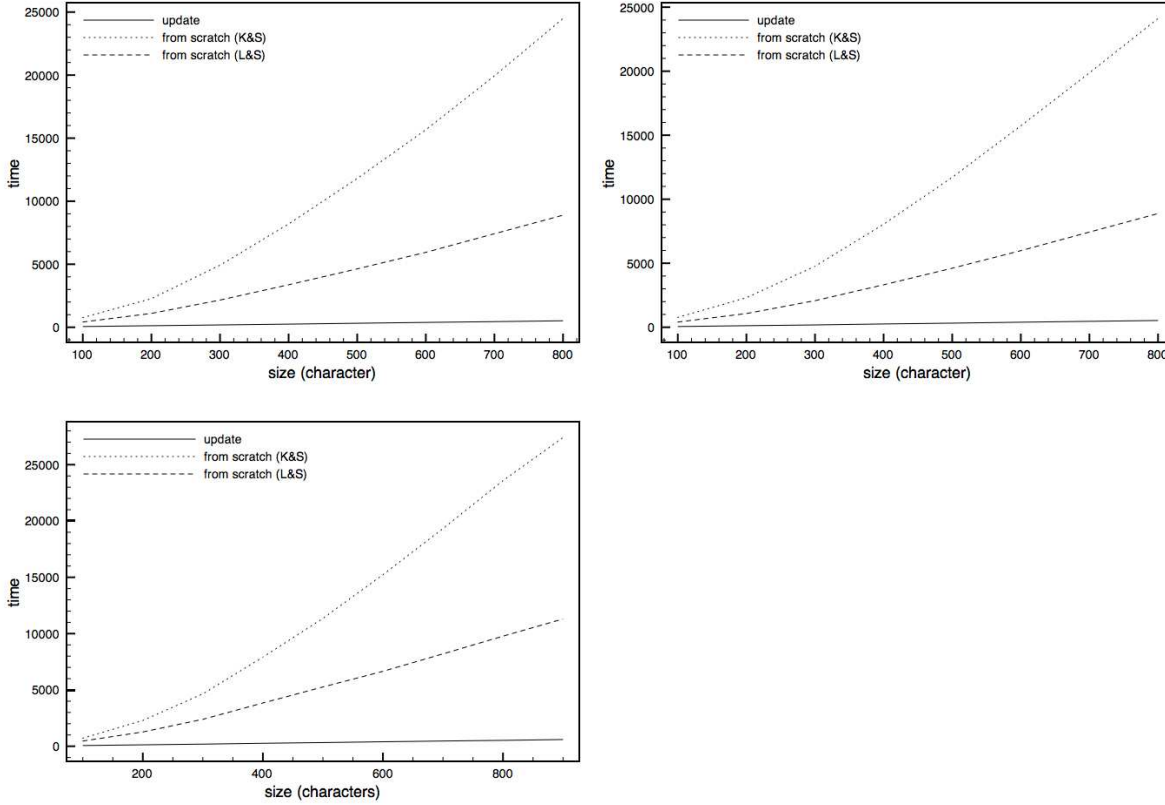 25000
20000
15000
10000
5000
0
time
update
from scratch (K&S)
from scratch (L&S)
100 200 300 400 500 600 700 800
size (character)
25000
20000
15000
10000
5000
0
time
update
from scratch (K&S)
from scratch (L&S)
100 200 300 400 500 600 700 800
size (character)
25000
20000
15000
10000
5000
0
time
update
from scratch (K&S)
from scratch (L&S)
200 400 600 800
size (characters)